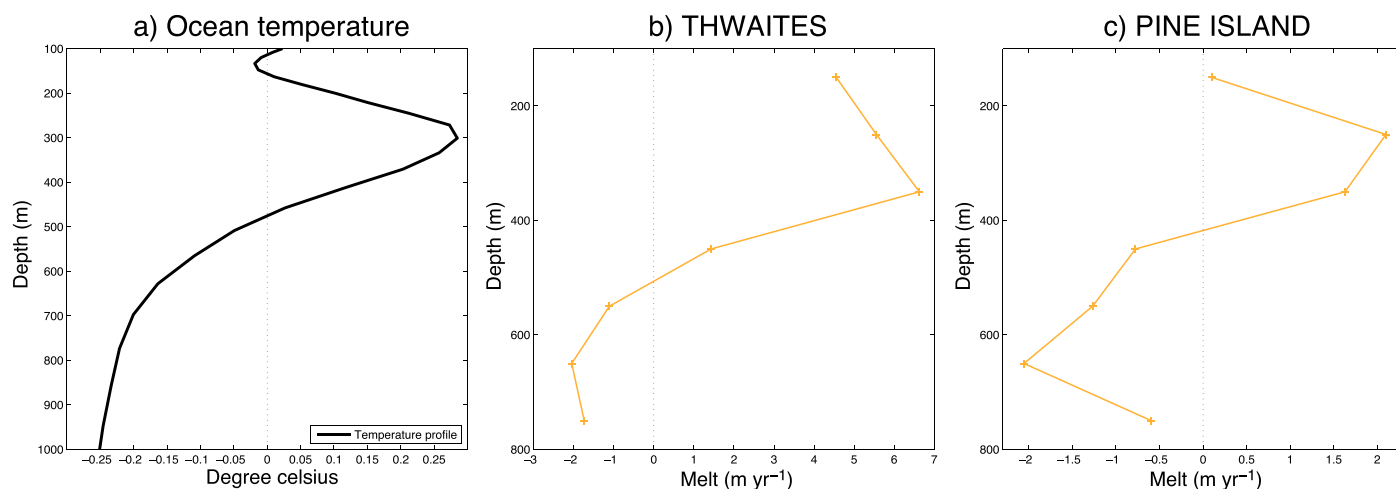 a) Ocean temperature
100
200
300
400
500
600
700
800
900
1000
Depth (m)
−0.25 −0.2 −0.15 −0.1 −0.05 0 0.05 0.1 0.15 0.2 0.25
Degree celsius
Temperature profile
b) THWAITES
200
400
600
800
Depth (m)
−3 −2 −1 0 1 2 3 4 5 6 7
Melt (m yr⁻¹)
c) PINE ISLAND
200
400
600
800
Depth (m)
−2 −1.5 −1 −0.5 0 0.5 1 1.5 2
Melt (m yr⁻¹)